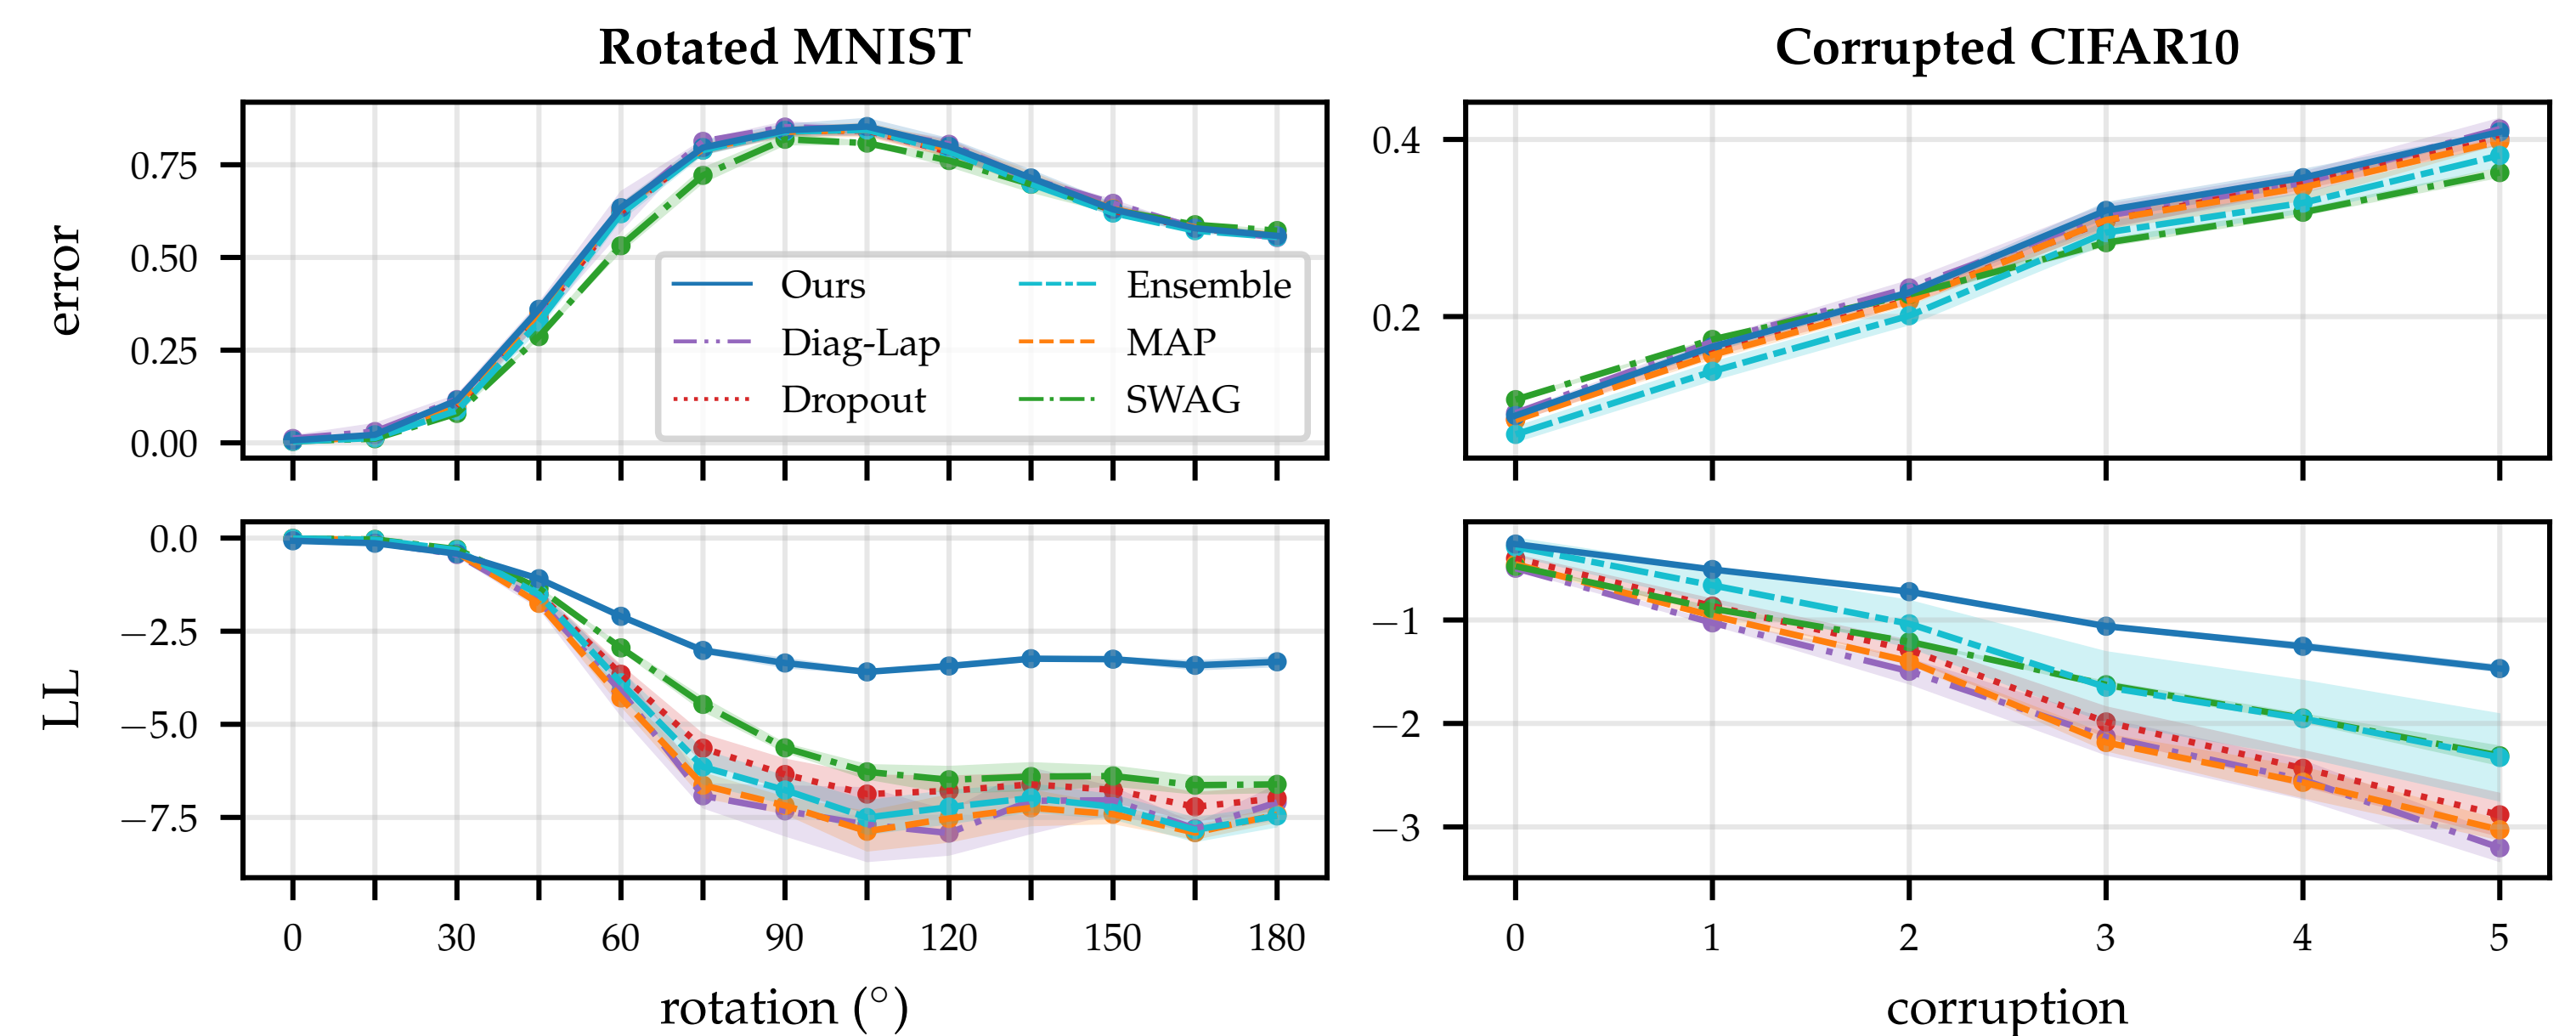 Rotated MNIST
Corrupted CIFAR10
error
0.75
0.50
0.25
0.00
Ours
Diag-Lap
Dropout
Ensemble
MAP
SWAG
0.4
0.2
LL
0.0
−2.5
−5.0
−7.5
0 30 60 90 120 150 180
rotation (°)
−1
−2
−3
0 1 2 3 4 5
corruption